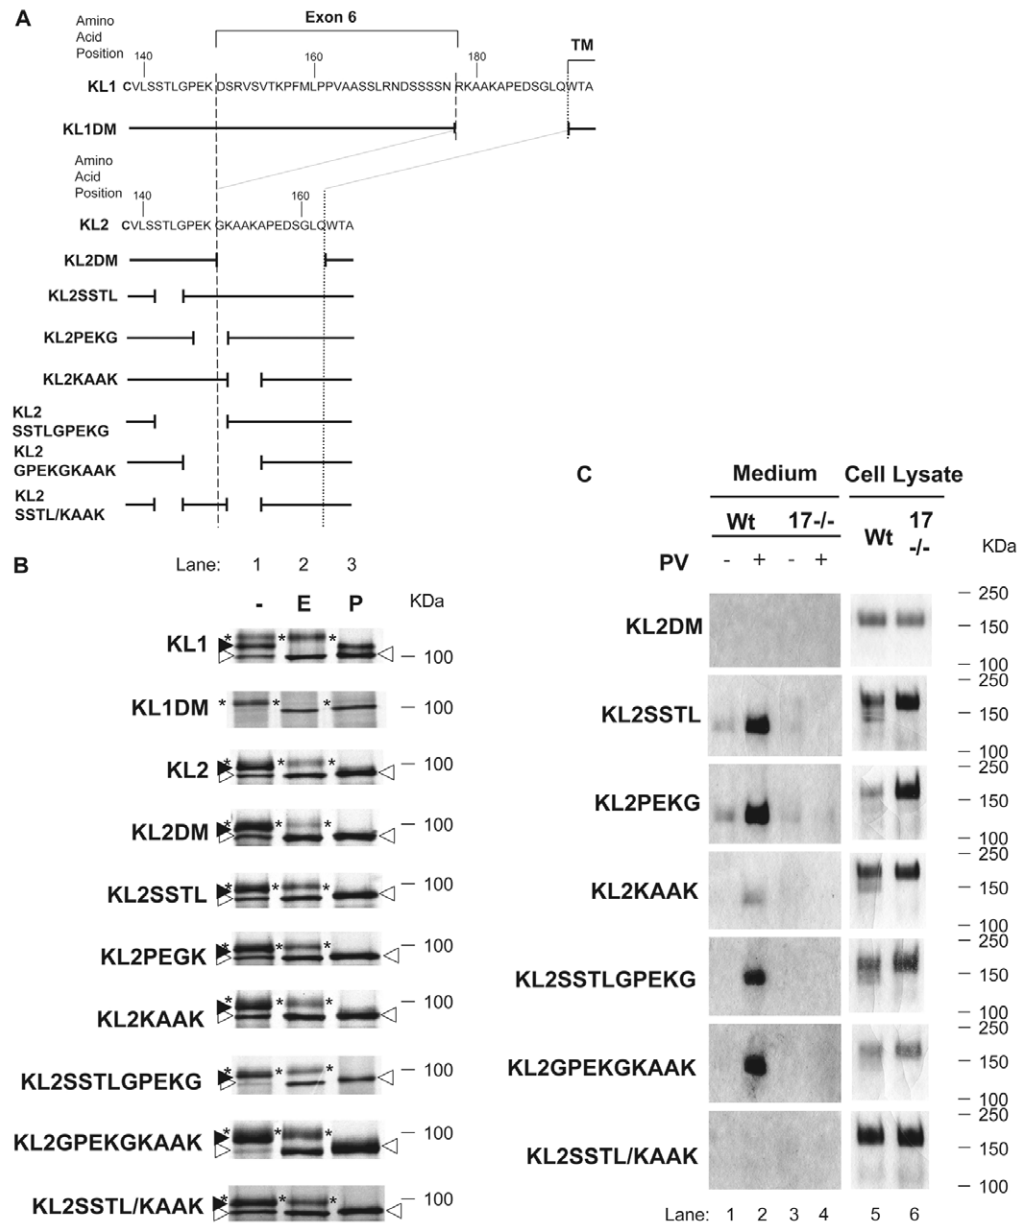 A
Amino
Acid
Position
Exon 6
TM
140
160
180
KL1 CVLSSTLGPEK DSRVSVTKPFMLPPVAASSLRNDSSSSN RKAAKAPEDSGLQWTA
KL1DM
Amino
Acid
Position
140
160
KL2 CVLSSTLGPEK GKAAKAPEDSGLQWTA
KL2DM
KL2SSTL
KL2PEKG
KL2KAAK
KL2
SSTLGPEKG
KL2
GPEKGKAAK
KL2
SSTL/KAAK
B
Lane: 1 2 3
- E P KDa
KL1 * * * 100
KL1DM * * * 100
KL2 * * * 100
KL2DM * * * 100
KL2SSTL * * * 100
KL2PEGK * * * 100
KL2KAAK * * * 100
KL2SSTLGPEKG * * * 100
KL2GPEKGKAAK * * * 100
KL2SSTL/KAAK * * * 100
C
Medium Cell Lysate
Wt 17-/- Wt 17
-/-
KDa
PV - + - +
KL2DM
250
150
100
KL2SSTL
250
150
100
KL2PEKG
250
150
100
KL2KAAK
250
150
100
KL2SSTLGPEKG
250
150
100
KL2GPEKGKAAK
250
150
100
KL2SSTL/KAAK
250
150
100
Lane: 1 2 3 4 5 6